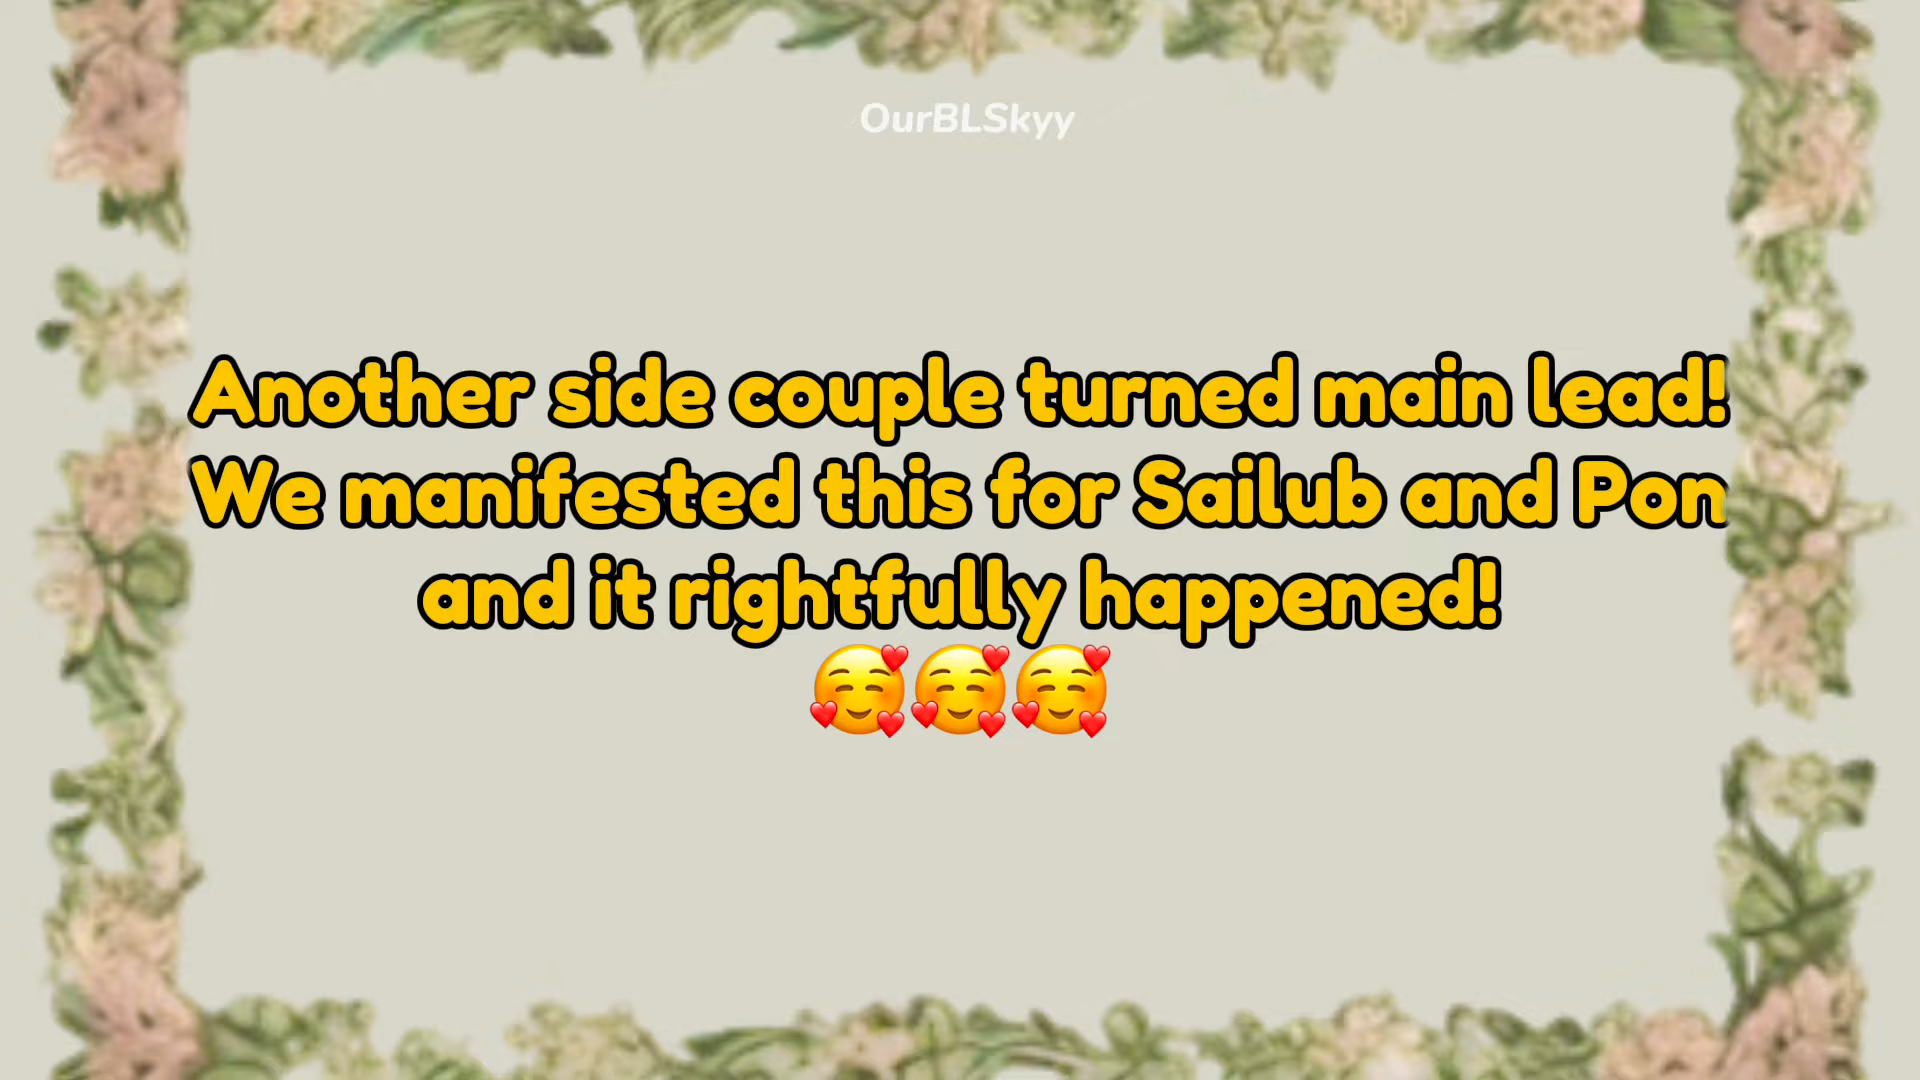 OurBLSkyy
Another side couple turned main lead!
We manifested this for Sailub and Pon
and it rightfully happened!
🥰🥰🥰